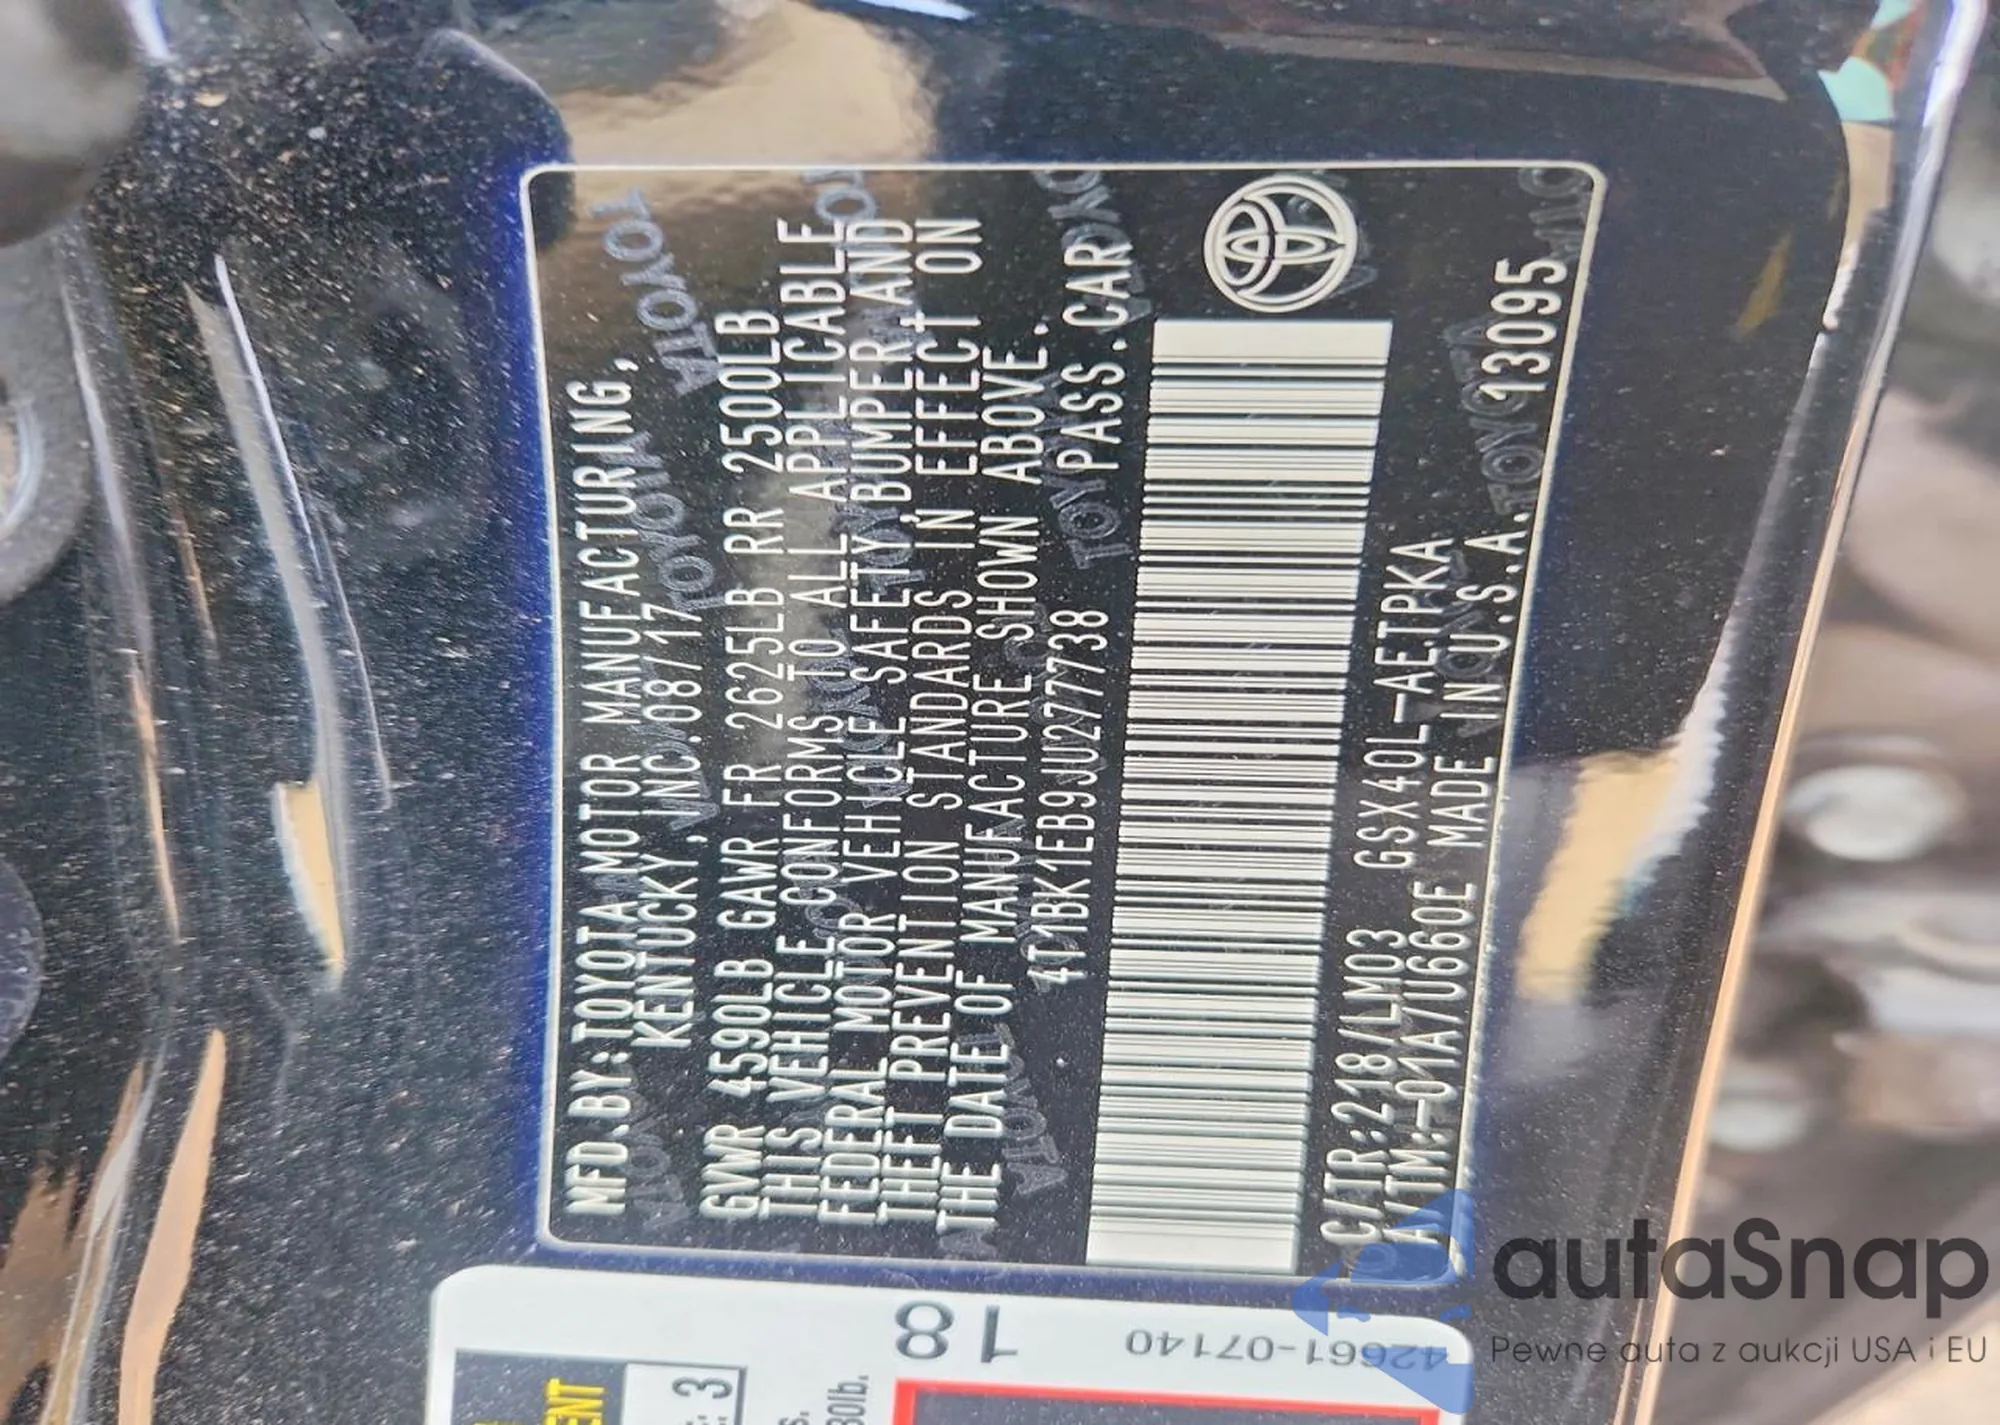 MFD.BY:TOYOTA MOTOR MANUFACTURING,
KENTUCKY, INC. 08/17
GVWR 4590LB GAWR FR 2625LB RR 2500LB
THIS VEHICLE CONFORMS TO ALL APPLICABLE
FEDERAL MOTOR VEHICLE SAFETY,BUMPER,AND
THEFT PREVENTION STANDARDS IN EFFECT ON
THE DATE OF MANUFACTURE SHOWN ABOVE.
4T1BK1EB9JU277738 PASS.CAR
C/TR:218/LM03 GSX40L-AETPKA
A/TM:-01A/U660E MADE IN U.S.A. 13095
18
42661-07140
3
80lb.
autaSnap
Pewne auta z aukcji USA i EU